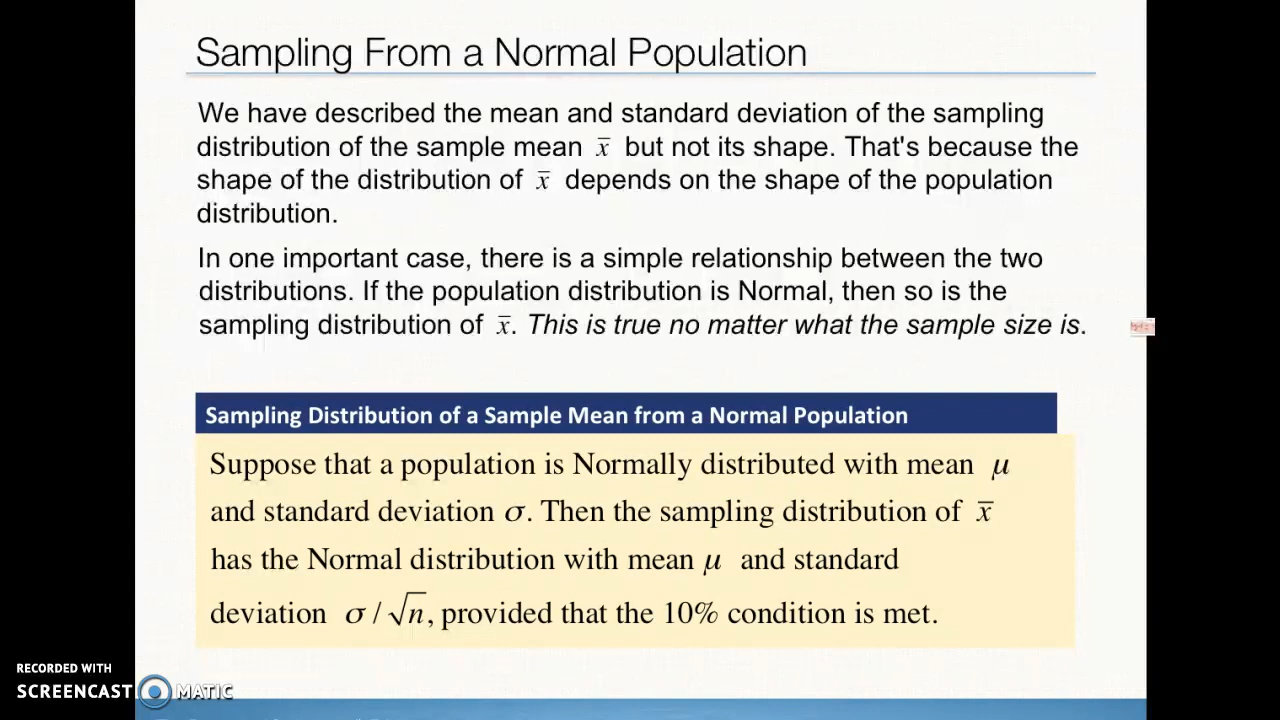 Sampling From a Normal Population
We have described the mean and standard deviation of the sampling
distribution of the sample mean x̄ but not its shape. That's because the
shape of the distribution of x̄ depends on the shape of the population
distribution.
In one important case, there is a simple relationship between the two
distributions. If the population distribution is Normal, then so is the
sampling distribution of x̄. This is true no matter what the sample size is.
Sampling Distribution of a Sample Mean from a Normal Population
Suppose that a population is Normally distributed with mean μ
and standard deviation σ. Then the sampling distribution of x̄
has the Normal distribution with mean μ and standard
deviation σ / √n, provided that the 10% condition is met.
RECORDED WITH
SCREENCAST MATIC